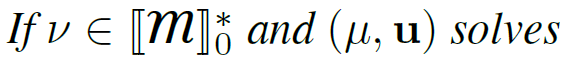 If ν ∈ ⟦m⟧₀* and (μ, u) solves